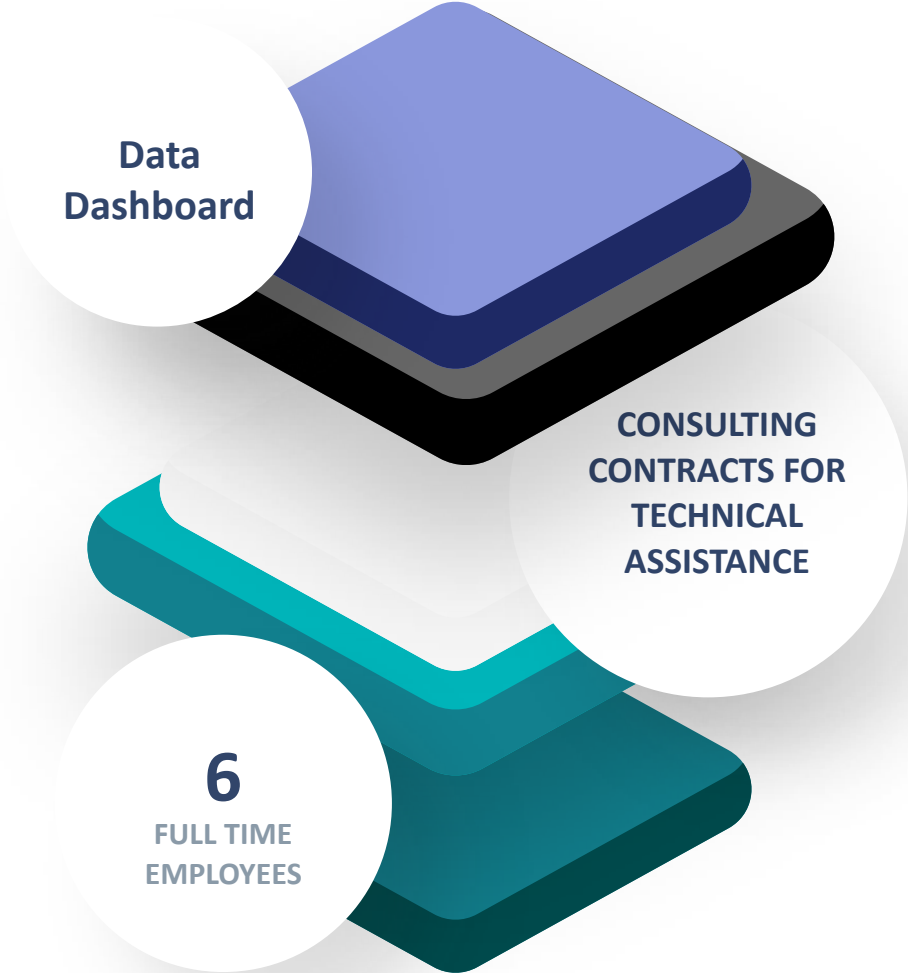 Data
Dashboard
CONSULTING
CONTRACTS FOR
TECHNICAL
ASSISTANCE
6
FULL TIME
EMPLOYEES